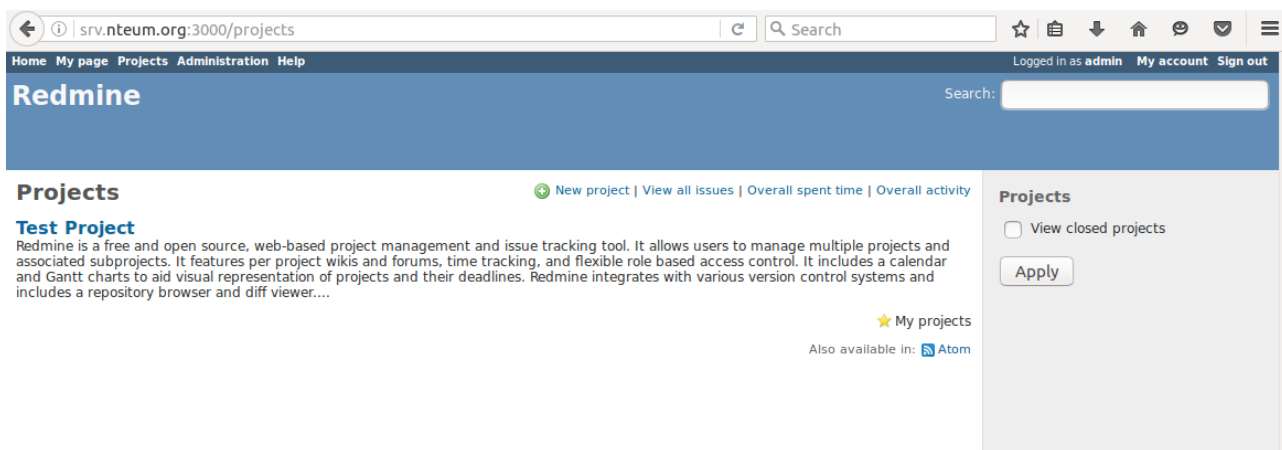 srv.nteum.org:3000/projects
Search
Home My page Projects Administration Help
Logged in as admin My account Sign out
Redmine
Search:
Projects
New project | View all issues | Overall spent time | Overall activity
Test Project
Redmine is a free and open source, web-based project management and issue tracking tool. It allows users to manage multiple projects and
associated subprojects. It features per project wikis and forums, time tracking, and flexible role based access control. It includes a calendar
and Gantt charts to aid visual representation of projects and their deadlines. Redmine integrates with various version control systems and
includes a repository browser and diff viewer....
My projects
Also available in: Atom
Projects
View closed projects
Apply